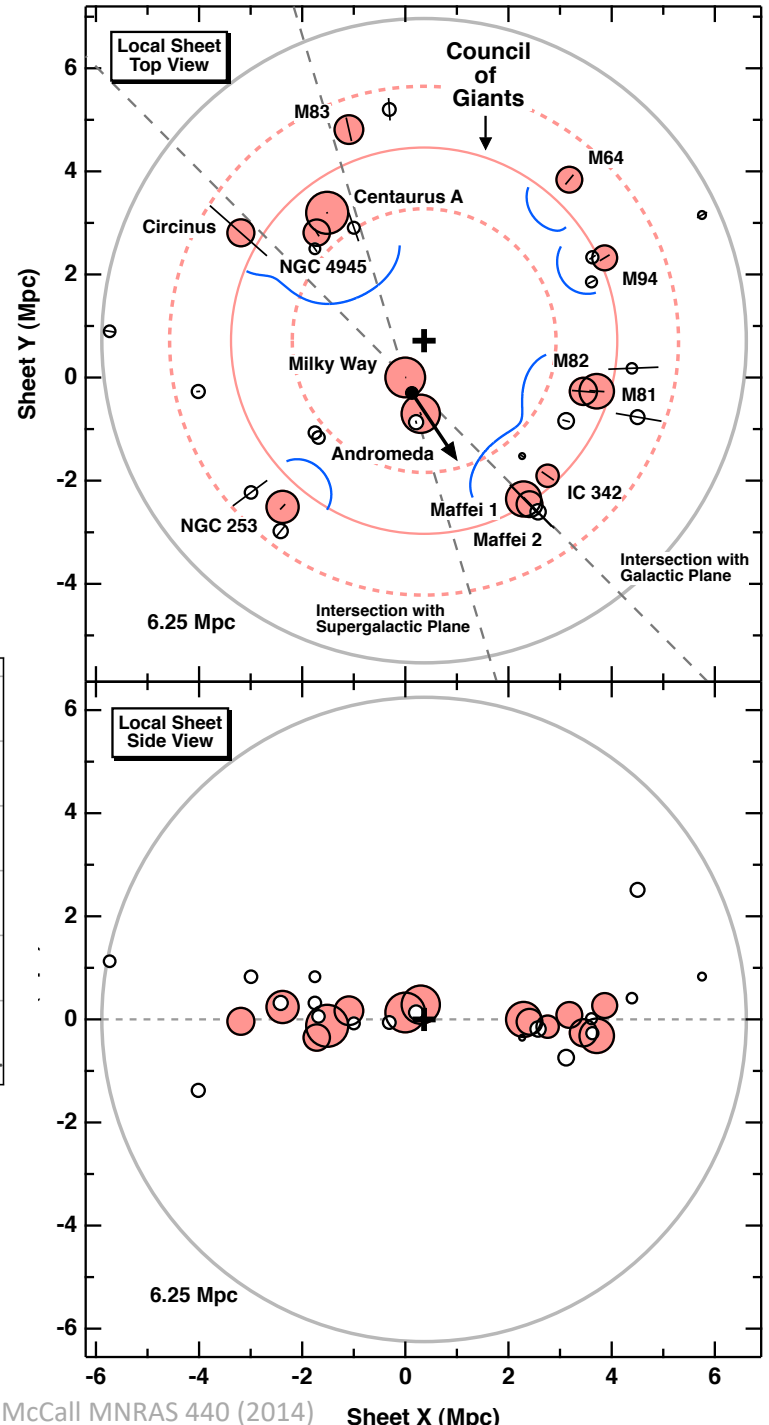 Local Sheet
Top View
Council
of
Giants
M83
M64
Centaurus A
Circinus
NGC 4945
M94
Milky Way
M82
M81
Andromeda
IC 342
Maffei 1
Maffei 2
NGC 253
Intersection with
Galactic Plane
Intersection with
Supergalactic Plane
6.25 Mpc
Sheet Y (Mpc)
6
4
2
0
-2
-4
Local Sheet
Side View
6
4
2
0
-2
-4
-6
6.25 Mpc
-6 -4 -2 0 2 4 6
McCall MNRAS 440 (2014)
Sheet X (Mpc)